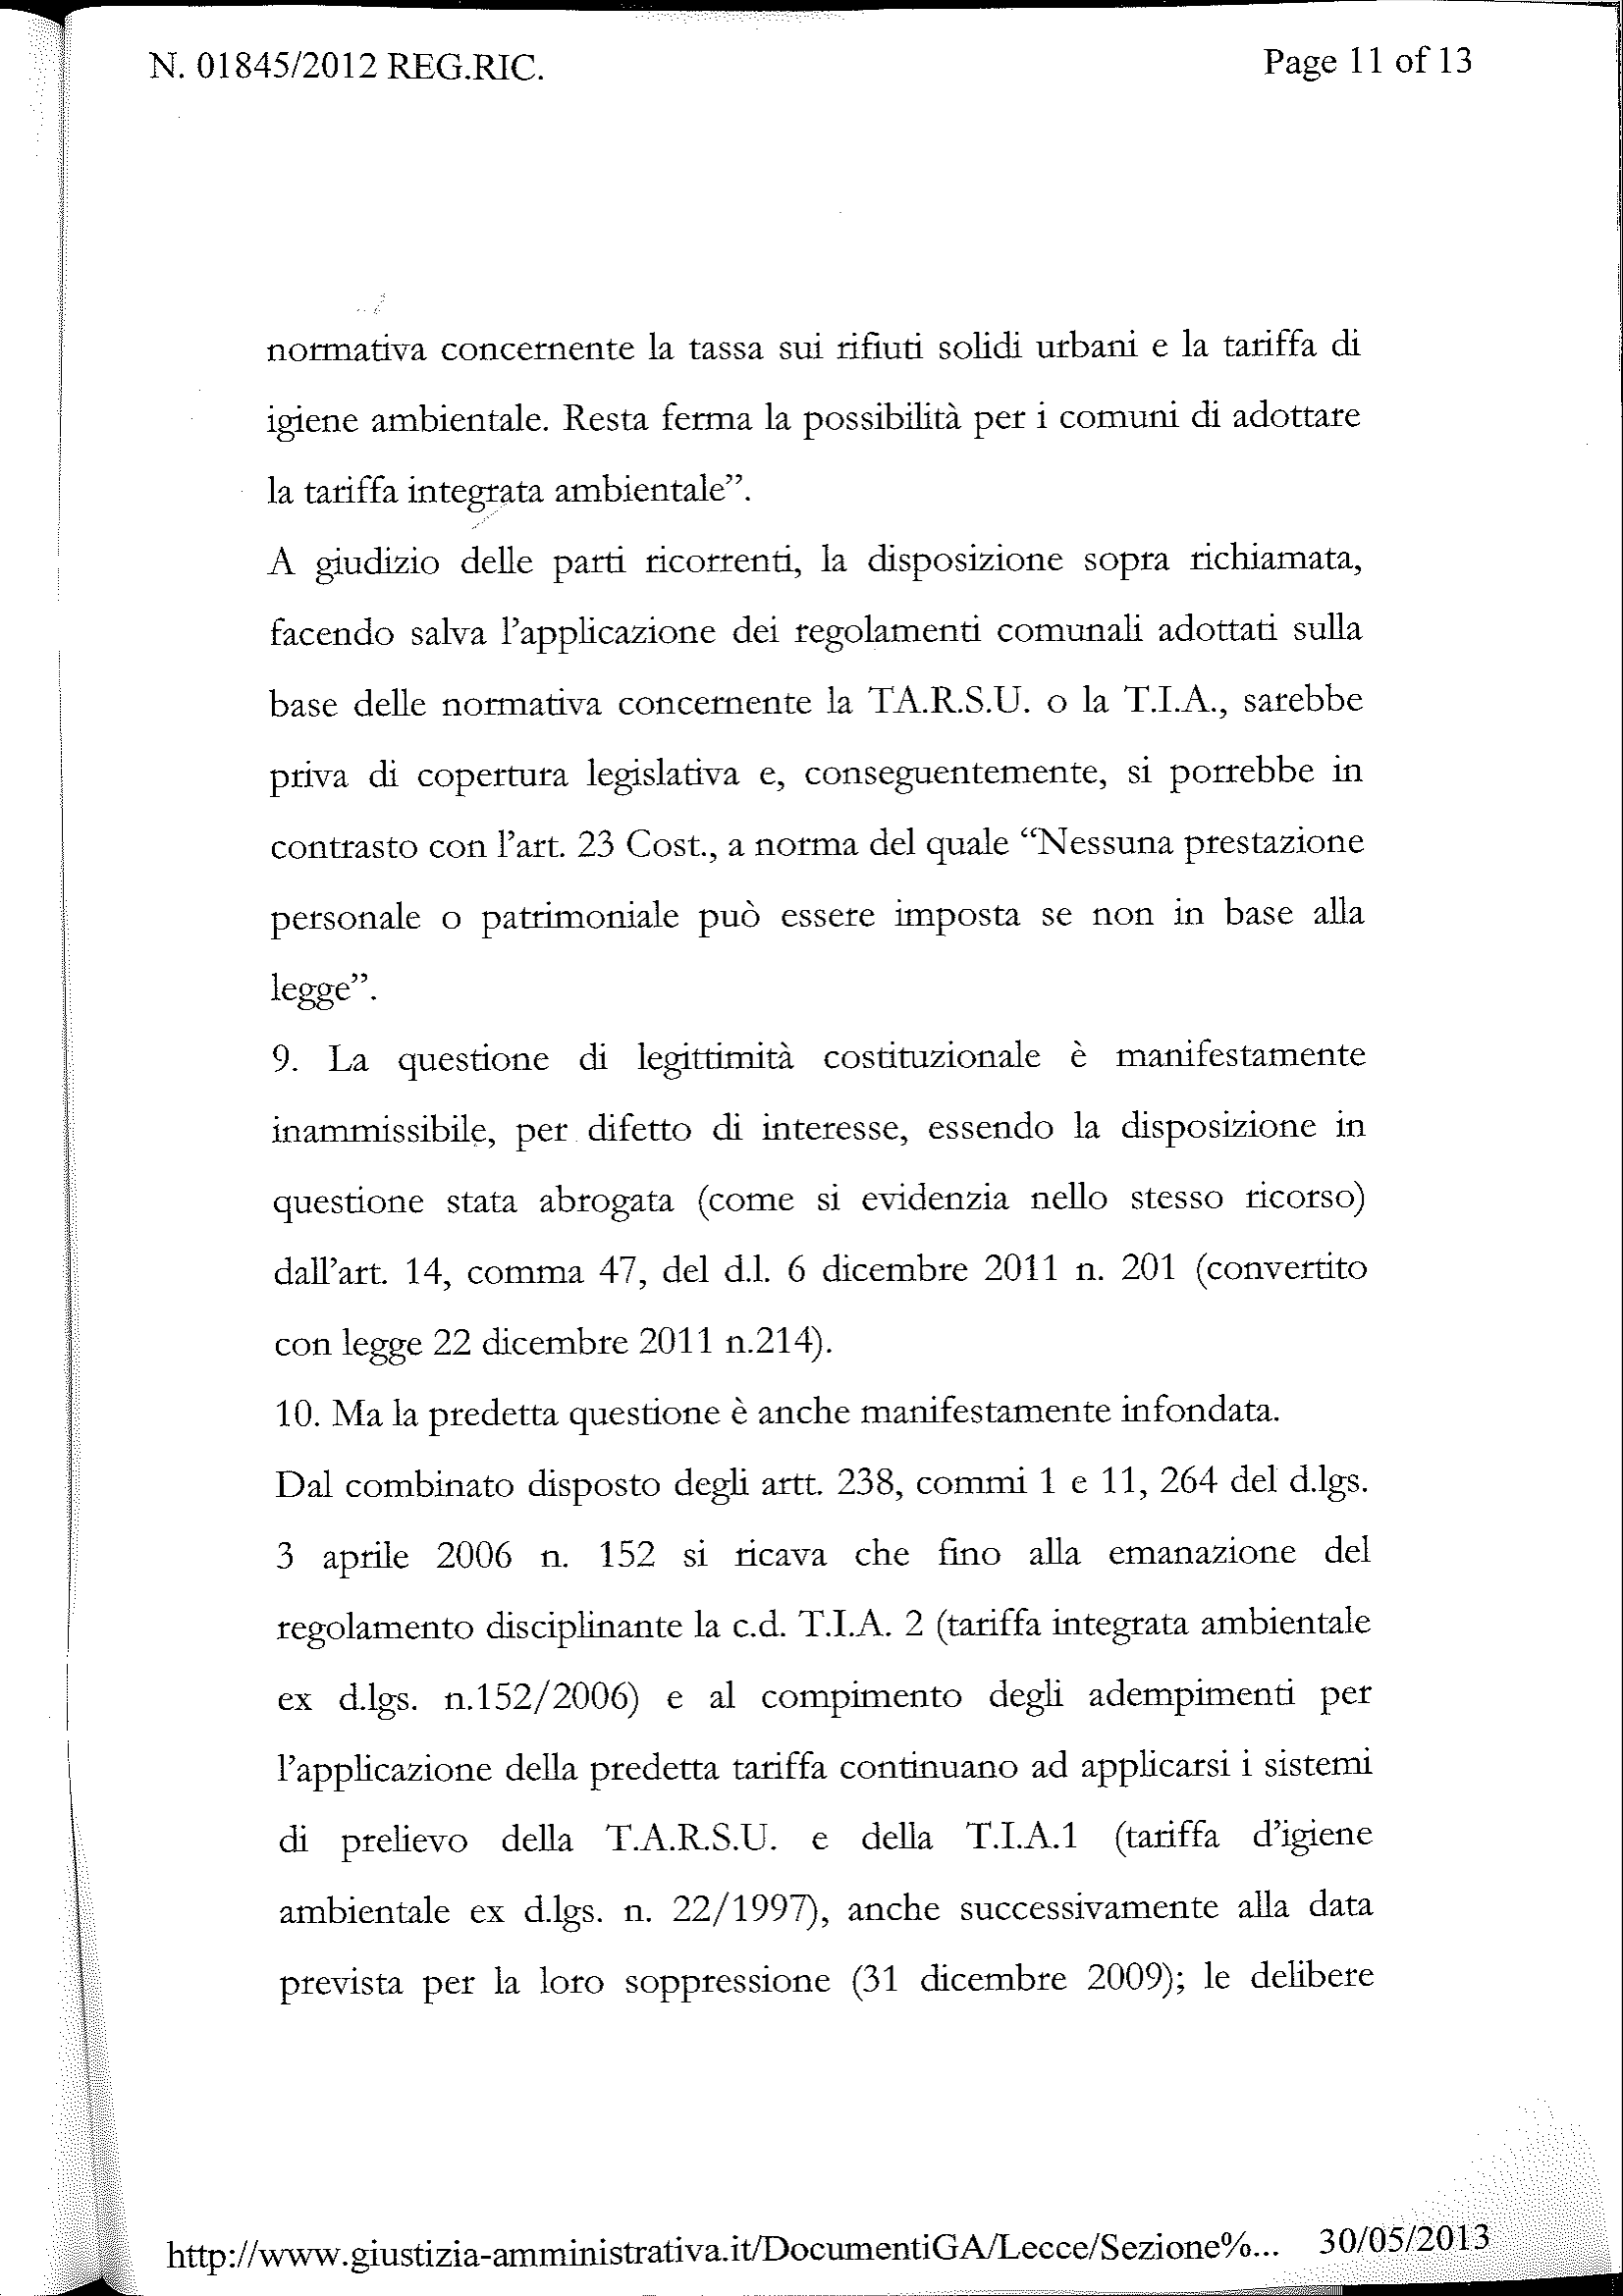 N. 01845/2012 REG.RIC.
Page 11 of 13
normativa concernente la tassa sui rifiuti solidi urbani e la tariffa di
igiene ambientale. Resta ferma la possibilità per i comuni di adottare
la tariffa integrata ambientale”.
A giudizio delle parti ricorrenti, la disposizione sopra richiamata,
facendo salva l’applicazione dei regolamenti comunali adottati sulla
base delle normativa concernente la TA.R.S.U. o la T.I.A., sarebbe
priva di copertura legislativa e, conseguentemente, si porrebbe in
contrasto con l’art. 23 Cost., a norma del quale “Nessuna prestazione
personale o patrimoniale può essere imposta se non in base alla
legge”.
9. La questione di legittimità costituzionale è manifestamente
inammissibile, per difetto di interesse, essendo la disposizione in
questione stata abrogata (come si evidenzia nello stesso ricorso)
dall’art. 14, comma 47, del d.l. 6 dicembre 2011 n. 201 (convertito
con legge 22 dicembre 2011 n.214).
10. Ma la predetta questione è anche manifestamente infondata.
Dal combinato disposto degli artt. 238, commi 1 e 11, 264 del d.lgs.
3 aprile 2006 n. 152 si ricava che fino alla emanazione del
regolamento disciplinante la c.d. T.I.A. 2 (tariffa integrata ambientale
ex d.lgs. n.152/2006) e al compimento degli adempimenti per
l’applicazione della predetta tariffa continuano ad applicarsi i sistemi
di prelievo della T.A.R.S.U. e della T.I.A.1 (tariffa d’igiene
ambientale ex d.lgs. n. 22/1997), anche successivamente alla data
prevista per la loro soppressione (31 dicembre 2009); le delibere
http://www.giustizia-amministrativa.it/DocumentiGA/Lecce/Sezione%...
30/05/2013